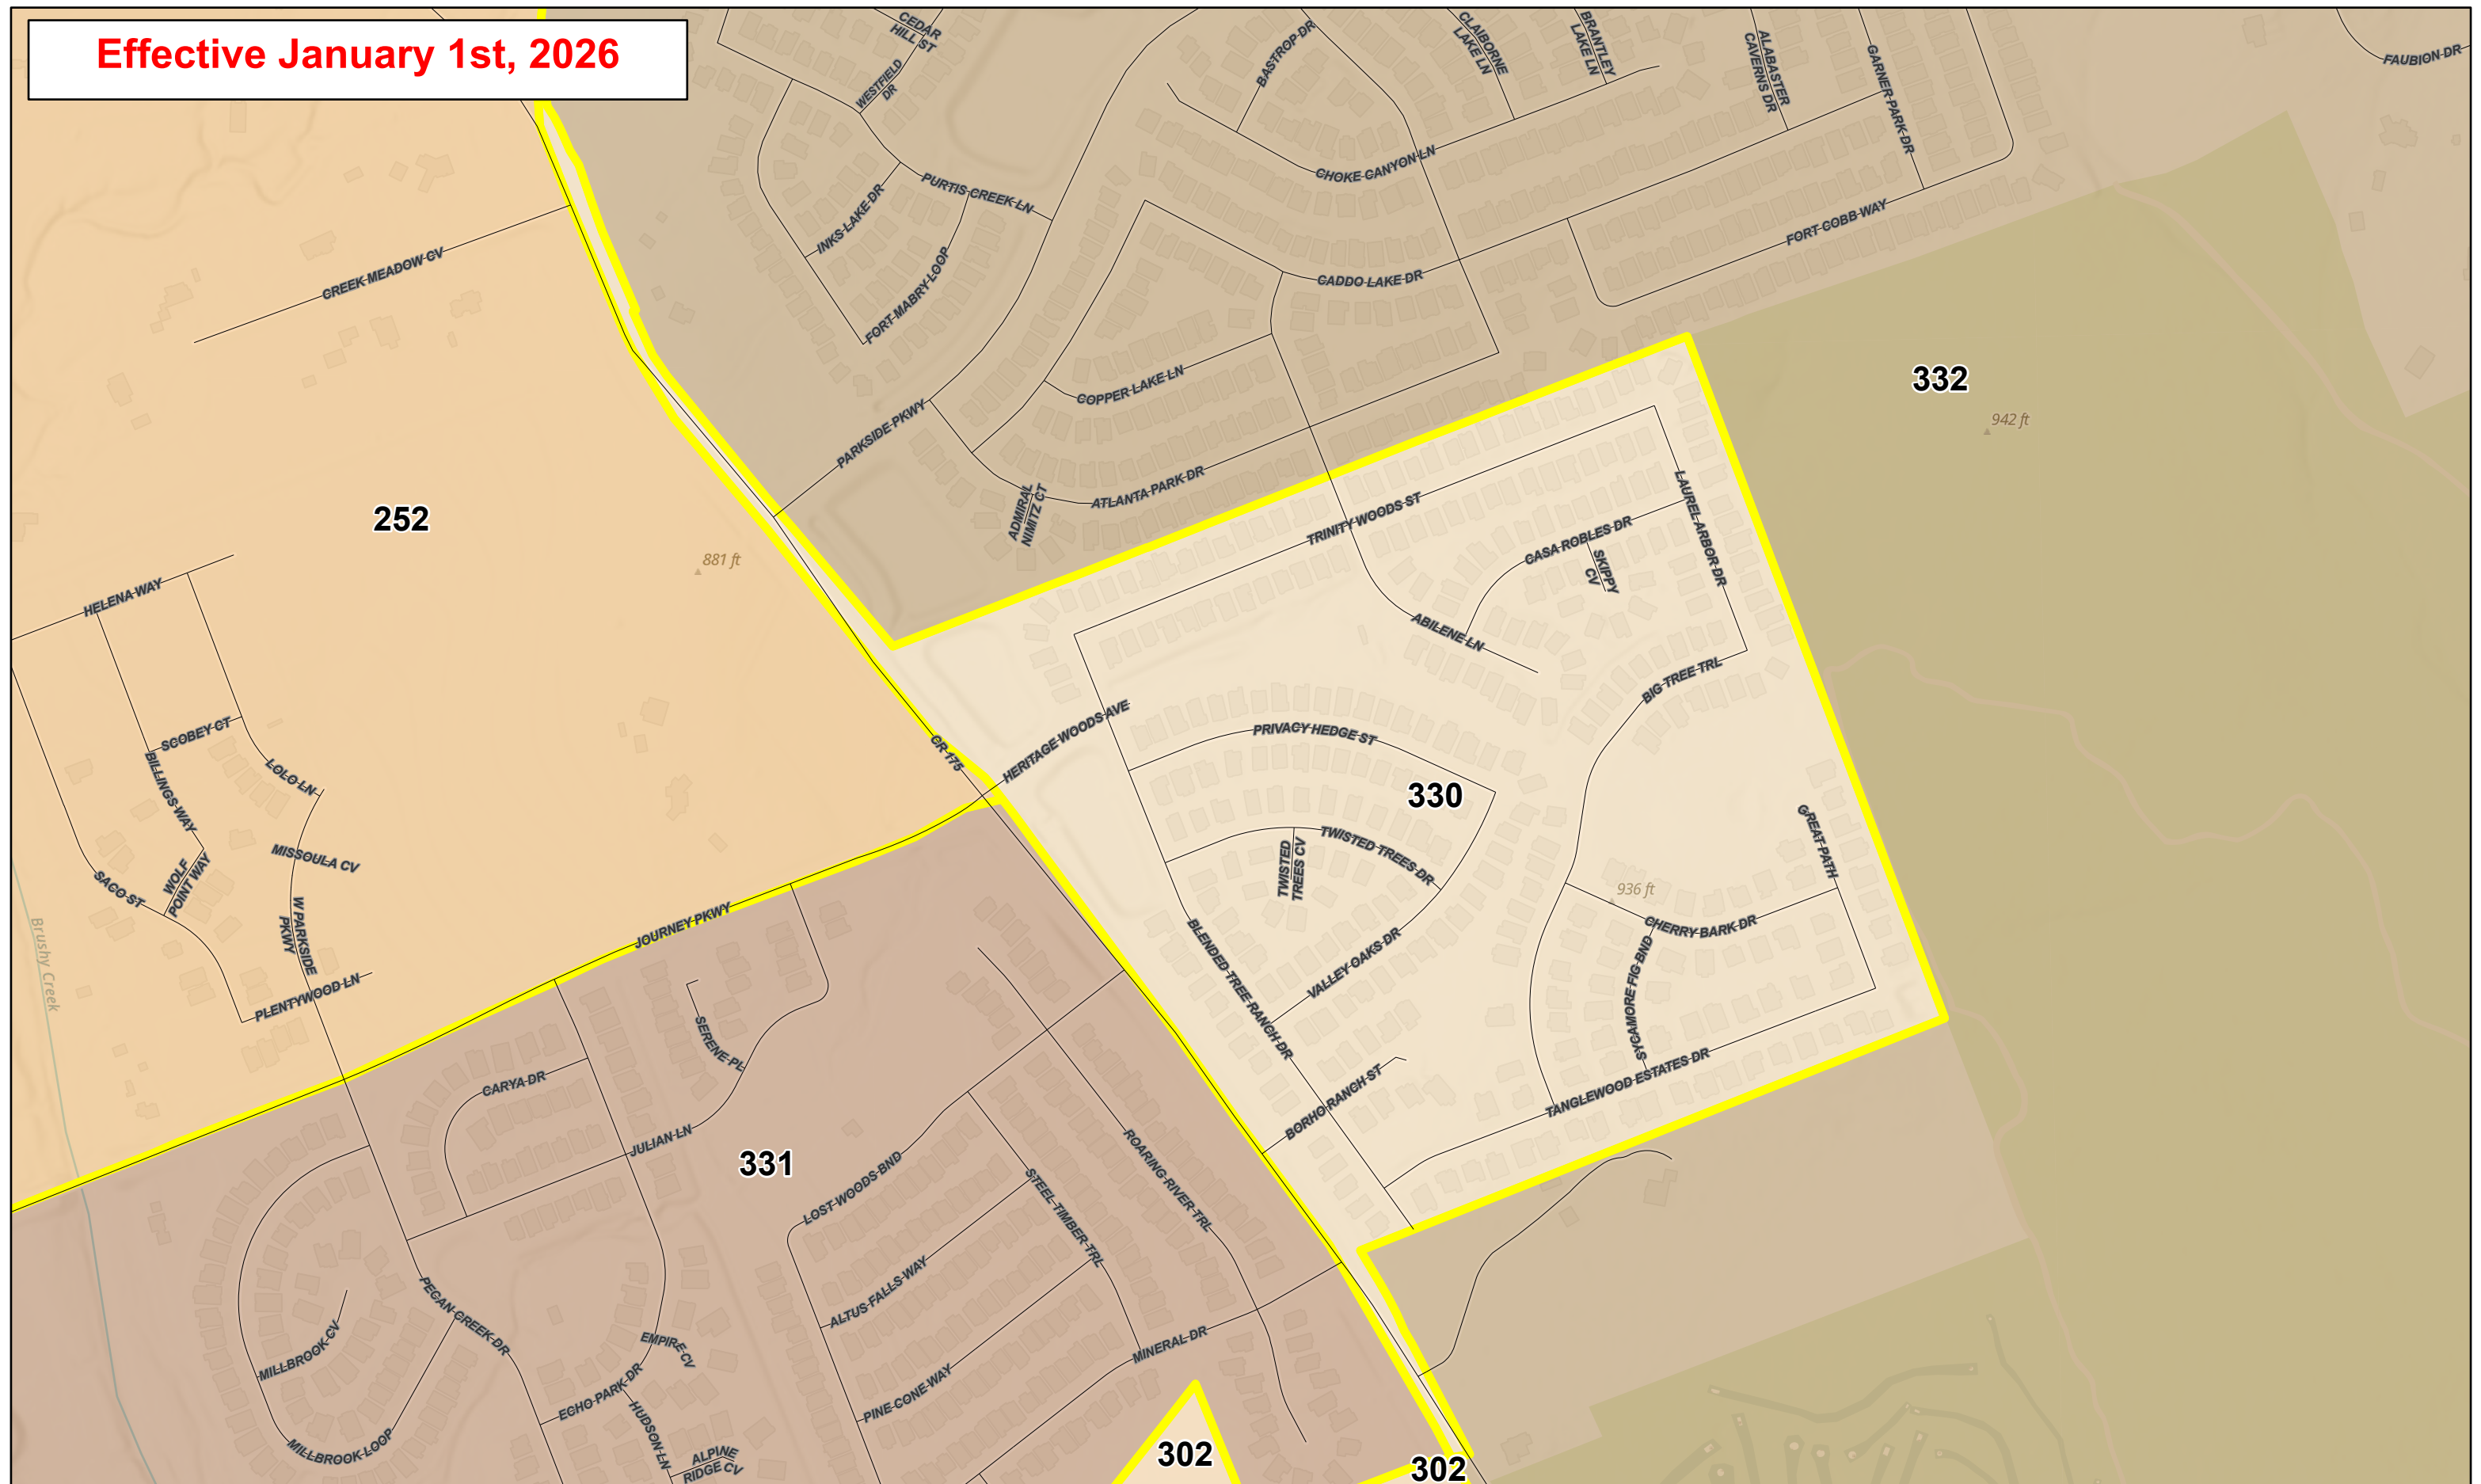 Effective January 1st, 2026
CEDAR
HILL ST
WESTFIELD
DR
BASTROP DR
CLAIBORNE
LAKE LN
BRANTLEY
LAKE LN
ALABASTER
CAVERNS DR
GARNER PARK DR
FAUBION DR
CHOKE CANYON LN
PURTIS CREEK LN
INKS LAKE DR
FORT MABRY LOOP
FORT COBB WAY
CREEK MEADOW CV
CADDO LAKE DR
COPPER LAKE LN
332
942 ft
PARKSIDE PKWY
ATLANTA PARK DR
ADMIRAL
NIMITZ CT
252
881 ft
TRINITY WOODS ST
LAUREL ARBOR DR
CASA ROBLES DR
SKIPPY
CV
HELENA WAY
ABILENE LN
BIG TREE TRL
SCOBEY CT
HERITAGE WOODS AVE
CR 175
PRIVACY HEDGE ST
BILLINGS WAY
LOLO LN
330
GREAT PATH
MISSOULA CV
TWISTED TREES DR
TWISTED
TREES CV
WOLF
POINT WAY
SACO ST
936 ft
W PARKSIDE
PKWY
JOURNEY PKWY
CHERRY BARK DR
Brushy Creek
BLENDED TREE RANCH DR
VALLEY OAKS DR
SYCAMORE FIG BND
PLENTYWOOD LN
SERENE PL
CARYA DR
BORHO RANCH ST
TANGLEWOOD ESTATES DR
JULIAN LN
331
LOST WOODS BND
ROARING RIVER TRL
STEEL TIMBER TRL
ALTUS FALLS WAY
PECAN CREEK DR
MILLBROOK CV
EMPIRE CV
MINERAL DR
ECHO PARK DR
PINE CONE WAY
HUDSON LN
MILLBROOK LOOP
ALPINE
RIDGE CV
302
302